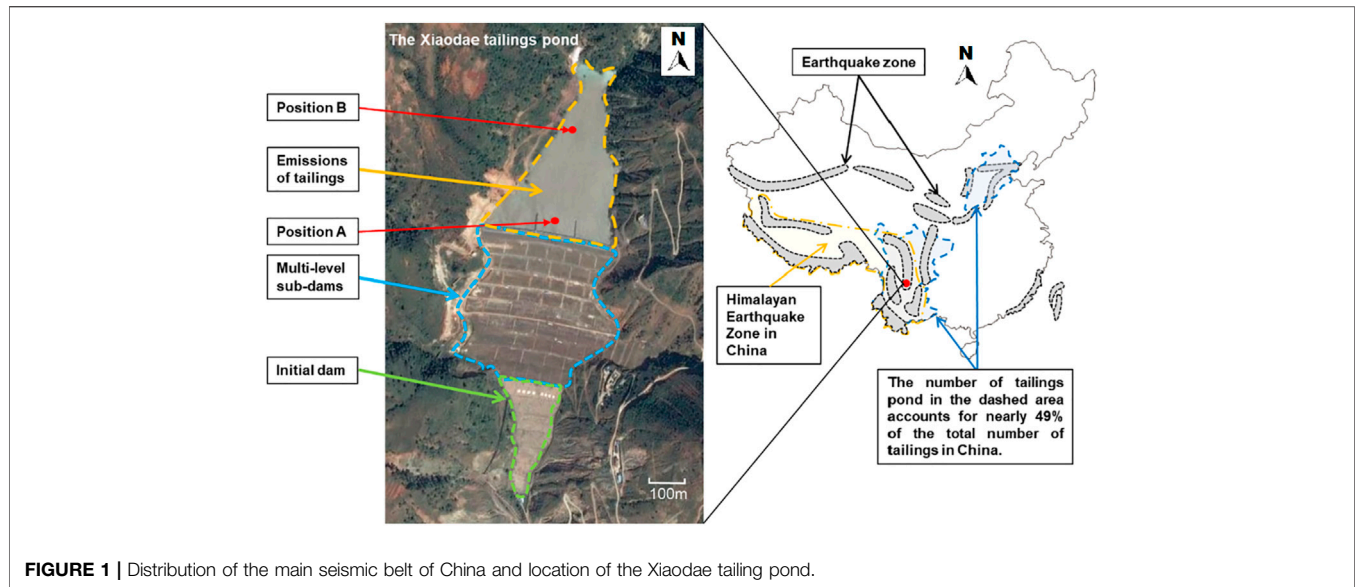 The Xiaodae tailings pond
N
Position B
Emissions
of tailings
Position A
Multi-level
sub-dams
Initial dam
100m
Earthquake zone
N
Himalayan
Earthquake
Zone in
China
The number of tailings
pond in the dashed area
accounts for nearly 49%
of the total number of
tailings in China.
FIGURE 1 | Distribution of the main seismic belt of China and location of the Xiaodae tailing pond.